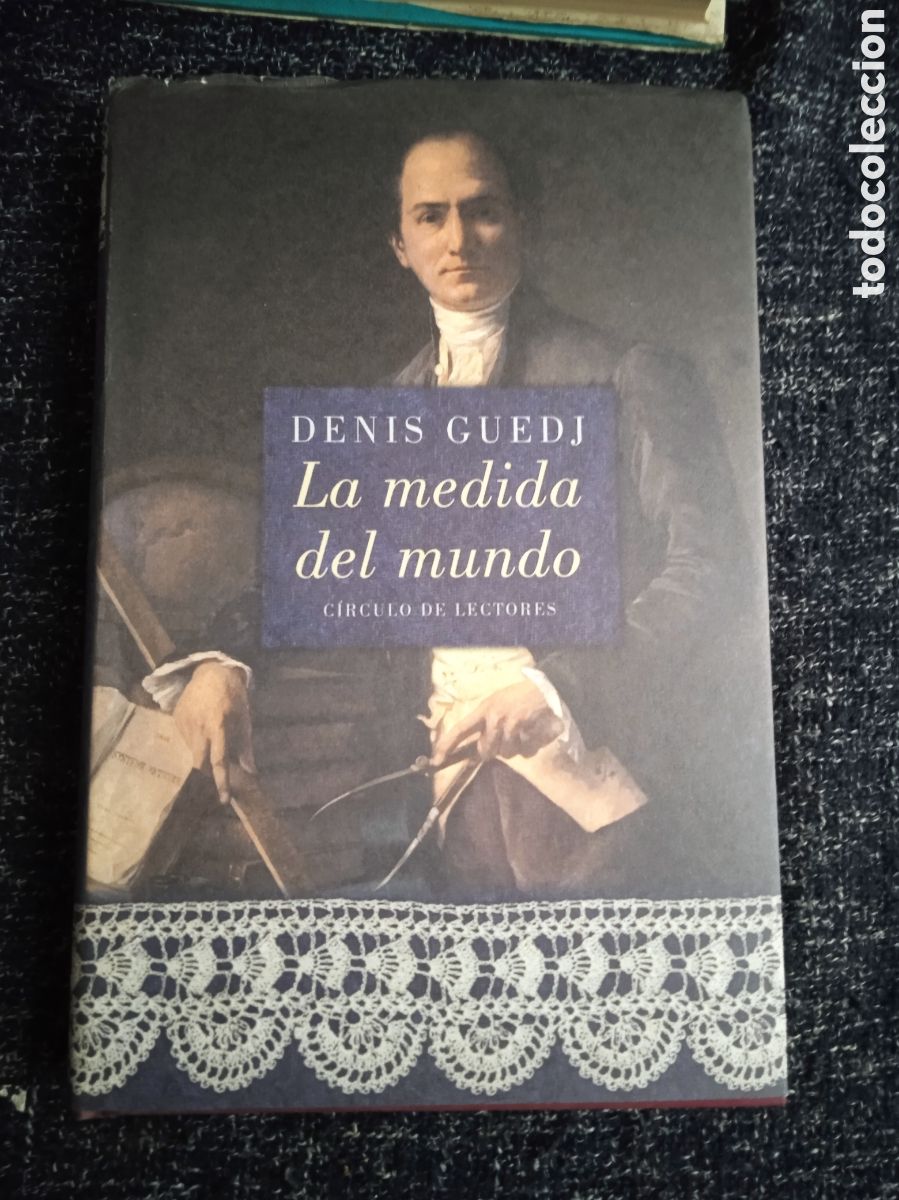 DENIS GUEDJ
La medida
del mundo
CÍRCULO DE LECTORES
todocoleccion